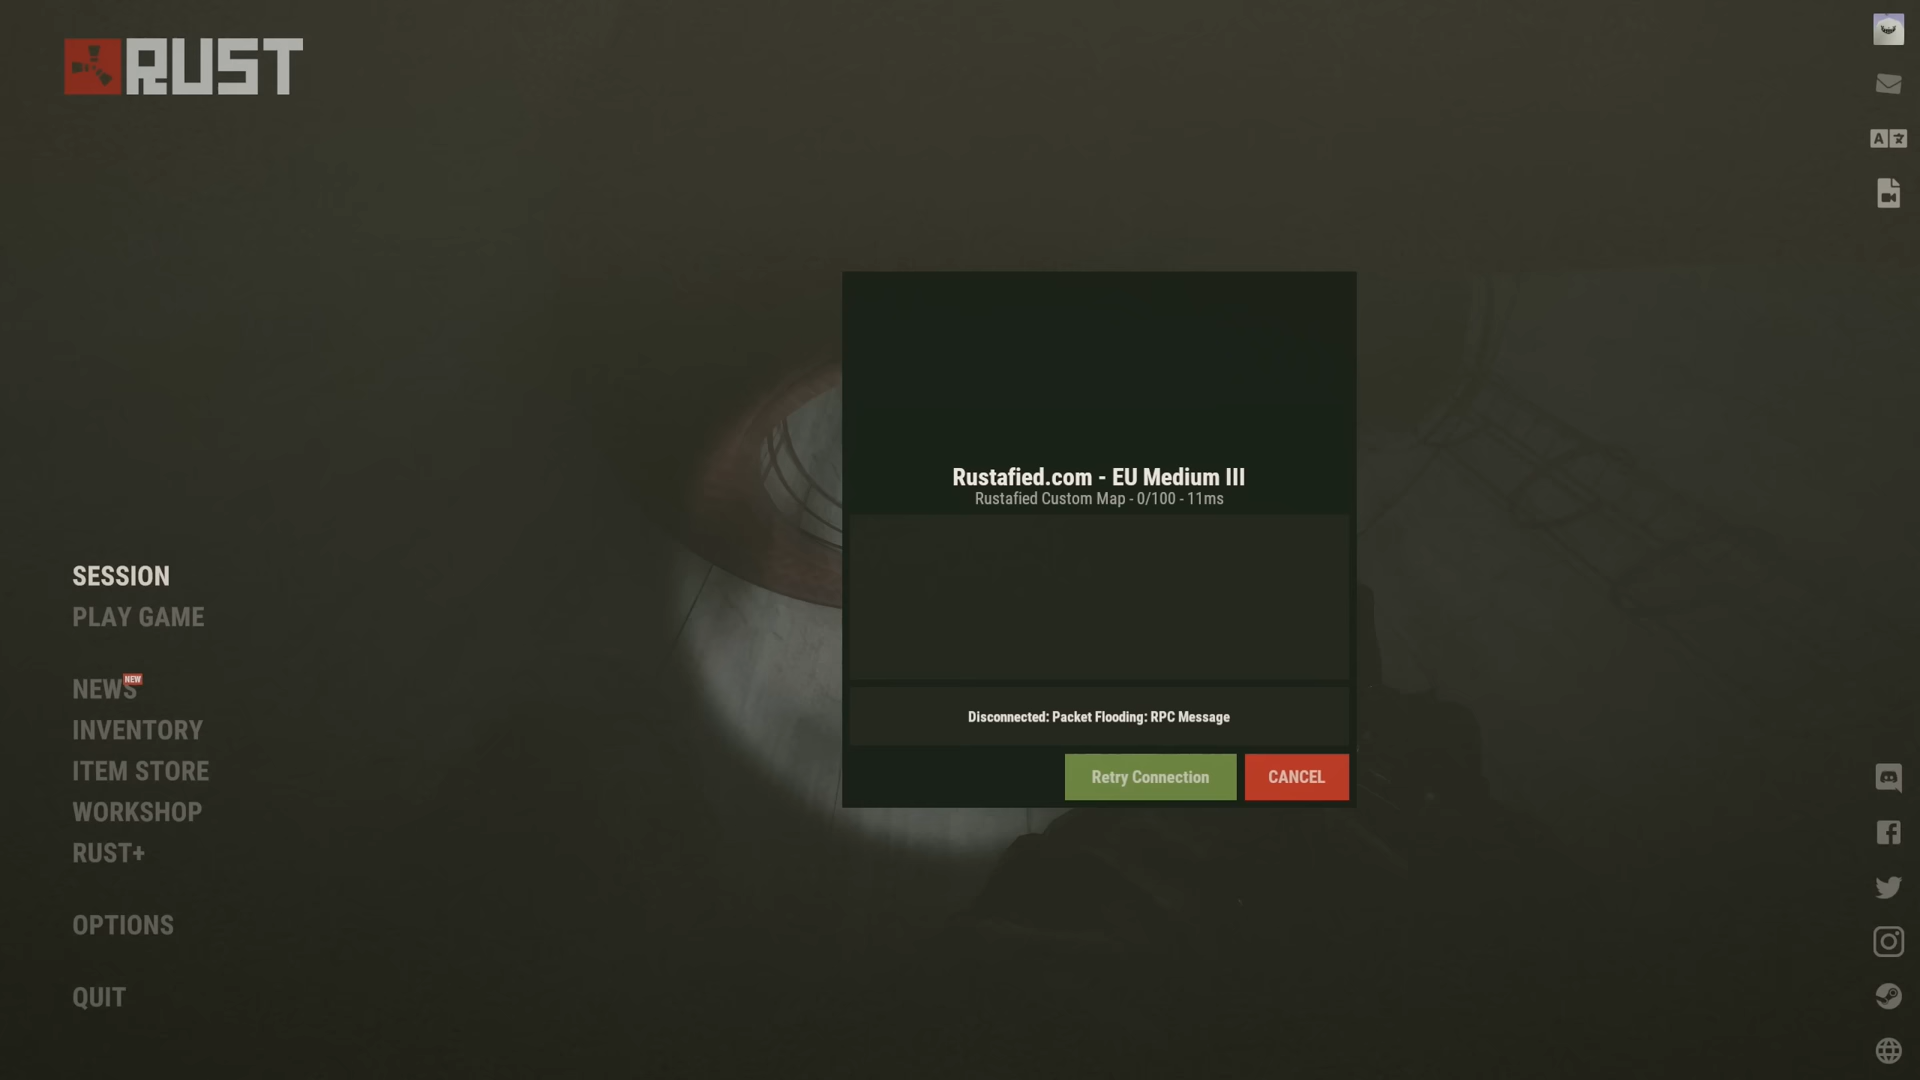 RUST
SESSION
PLAY GAME
NEWS
NEW
INVENTORY
ITEM STORE
WORKSHOP
RUST+
OPTIONS
QUIT
Rustafied.com - EU Medium III
Rustafied Custom Map - 0/100 - 11ms
Disconnected: Packet Flooding: RPC Message
Retry Connection
CANCEL
A